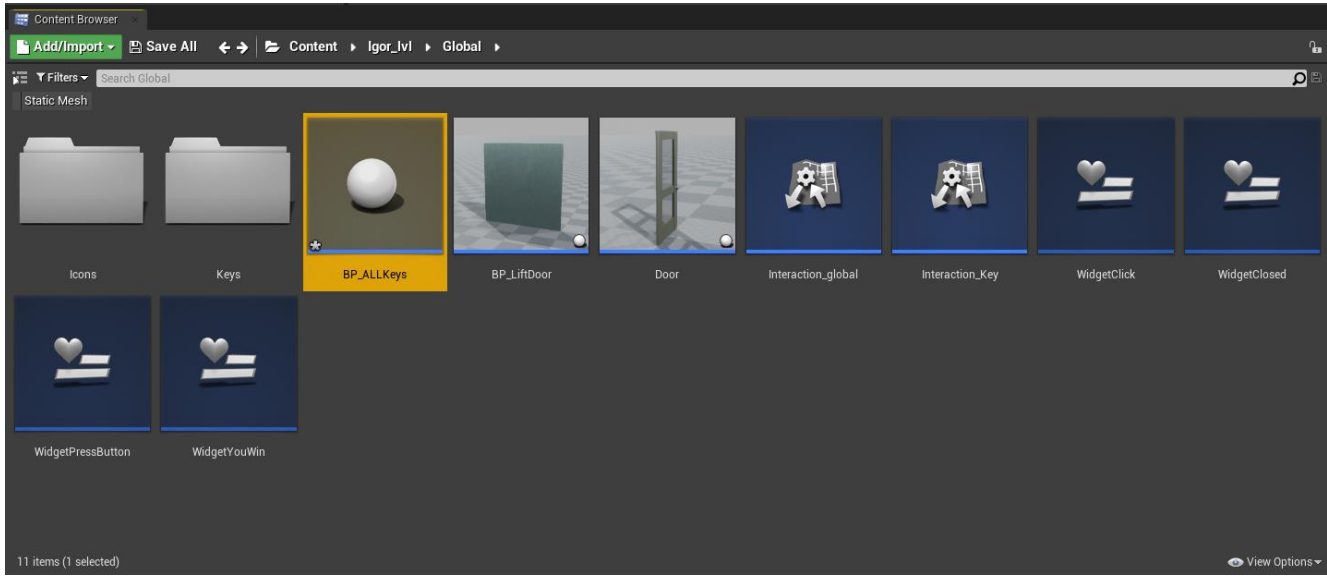 Content Browser
Add/Import Save All Content Igor_lvl Global
Filters Search Global
Static Mesh
Icons Keys BP_ALLKeys BP_LiftDoor Door Interaction_global Interaction_Key WidgetClick WidgetClosed
WidgetPressButton WidgetYouWin
11 items (1 selected) View Options